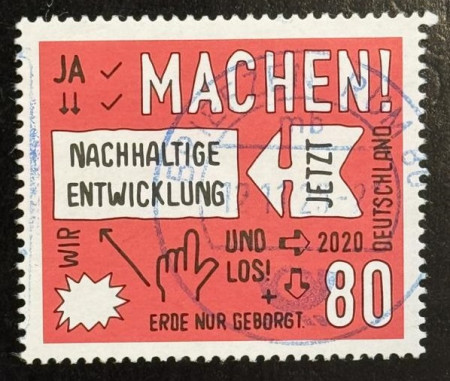 JA ✓ MACHEN!
↓↓ ✓
NACHHALTIGE
ENTWICKLUNG
JETZT
DEUTSCHLAND
WIR
UND → 2020
LOS!
+ ↓
80
ERDE NUR GEBORGT.